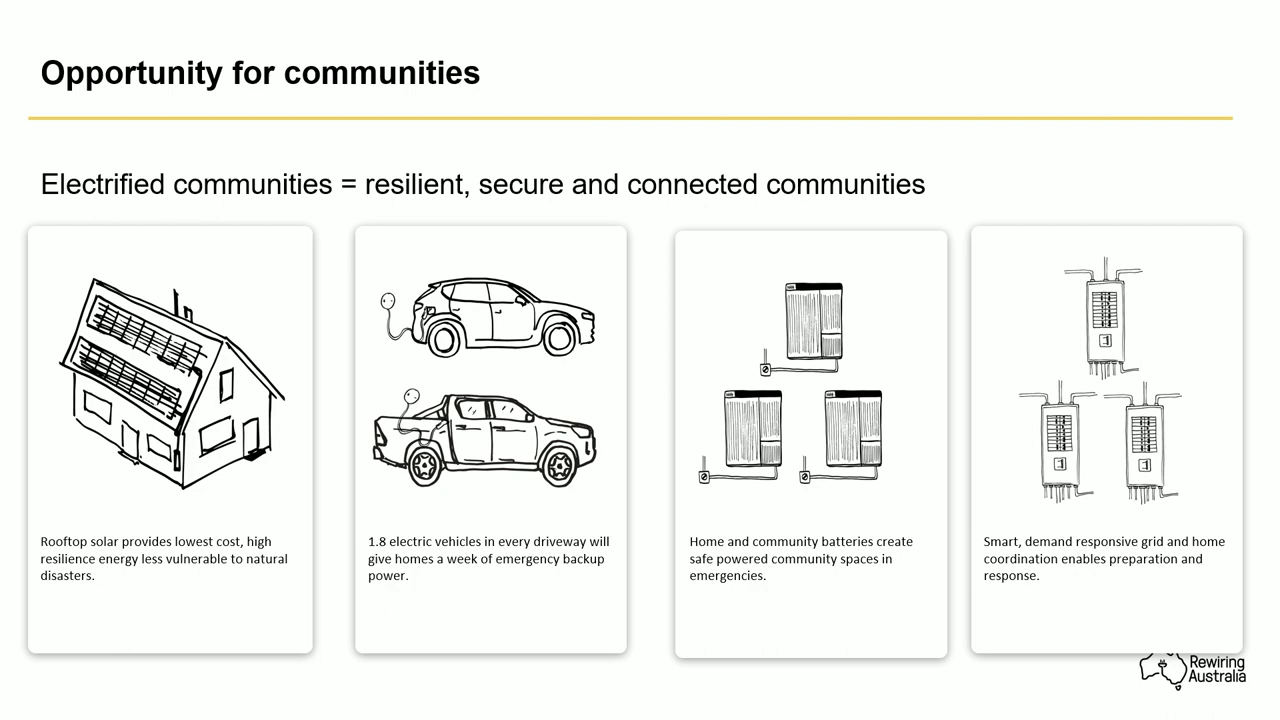 Opportunity for communities
Electrified communities = resilient, secure and connected communities
Rooftop solar provides lowest cost, high
resilience energy less vulnerable to natural
disasters.
1.8 electric vehicles in every driveway will
give homes a week of emergency backup
power.
Home and community batteries create
safe powered community spaces in
emergencies.
Smart, demand responsive grid and home
coordination enables preparation and
response.
Rewiring
Australia